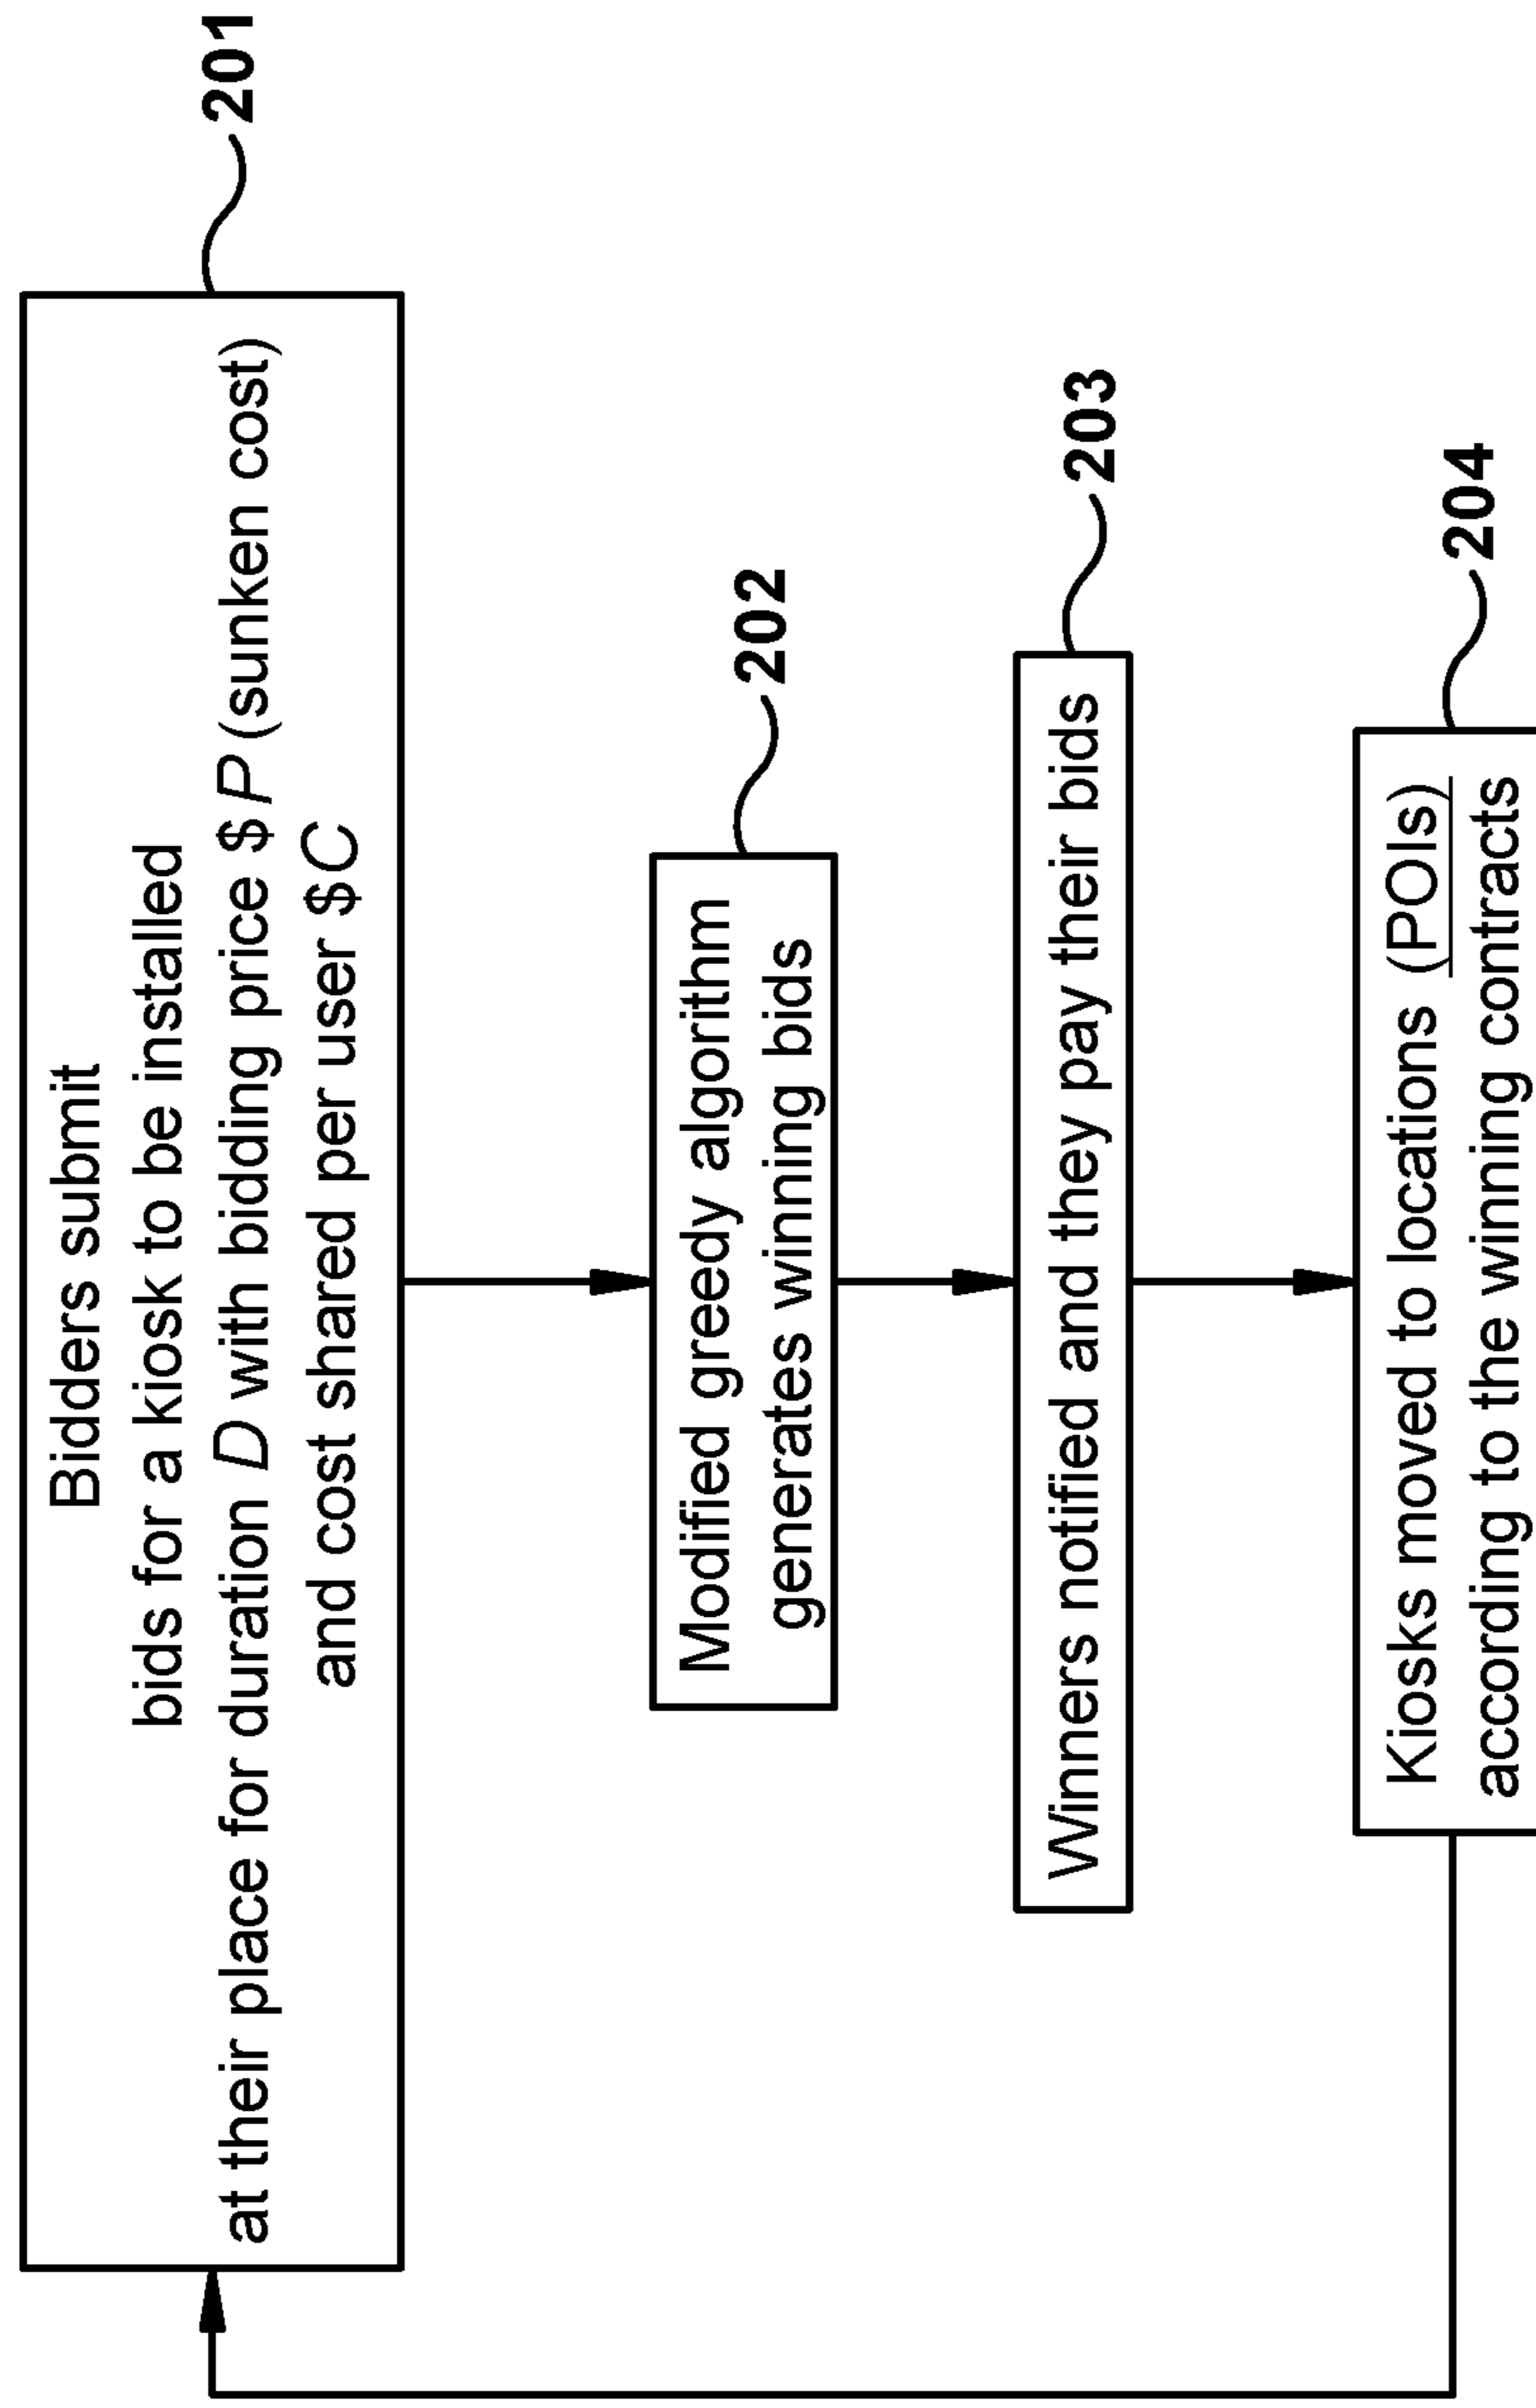 Bidders submit
bids for a kiosk to be installed
at their place for duration D with bidding price $P (sunken cost)
and cost shared per user $C
201
Modified greedy algorithm
generates winning bids
202
Winners notified and they pay their bids
203
Kiosks moved to locations (POIs)
according to the winning contracts
204